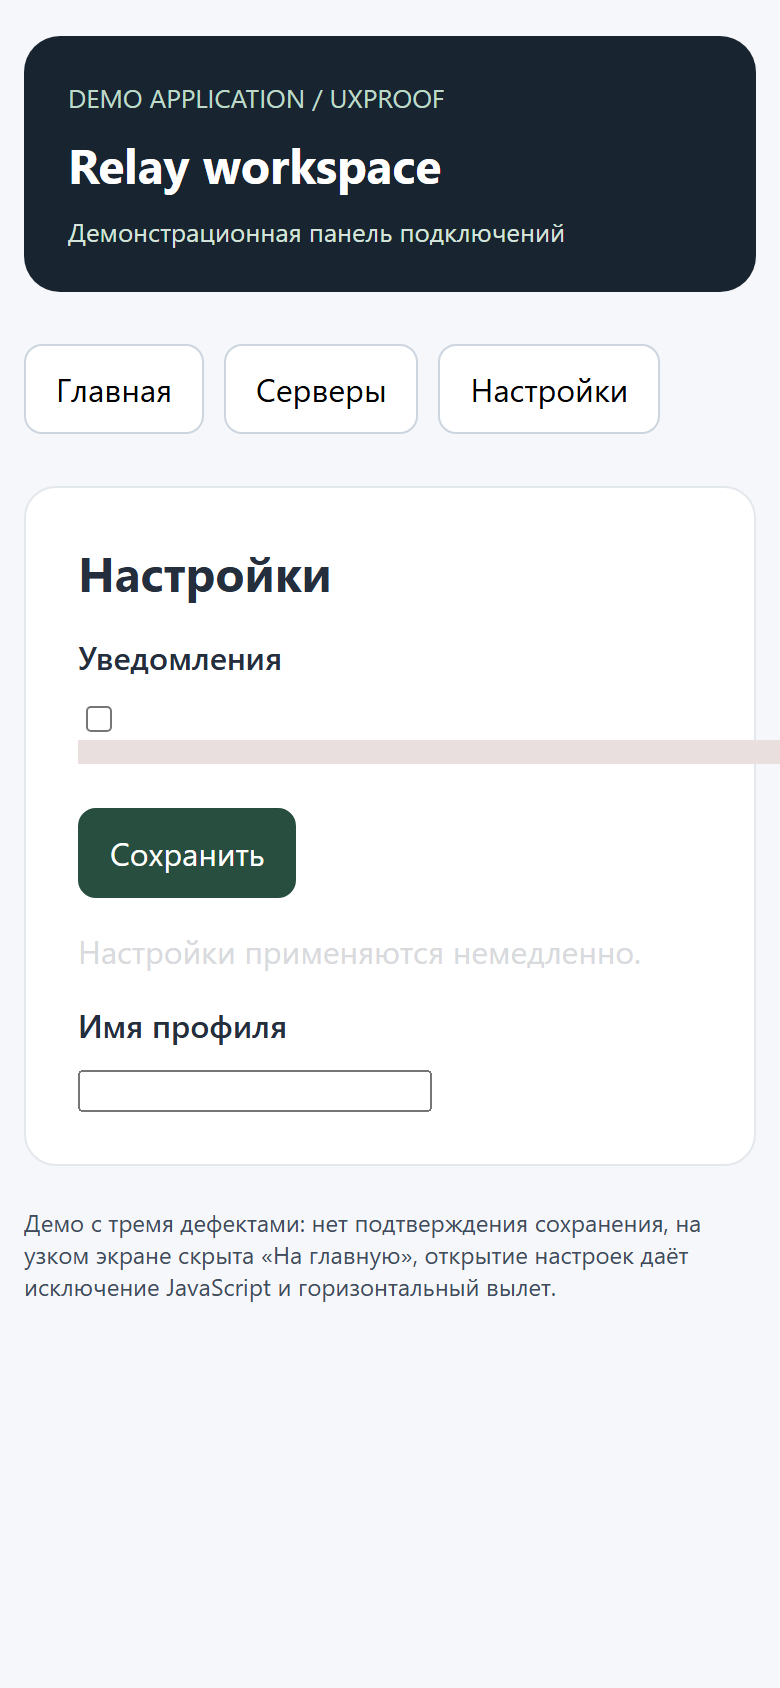 DEMO APPLICATION / UXPROOF
Relay workspace
Демонстрационная панель подключений
Главная
Серверы
Настройки
Настройки
Уведомления
Сохранить
Настройки применяются немедленно.
Имя профиля
Демо с тремя дефектами: нет подтверждения сохранения, на
узком экране скрыта «На главную», открытие настроек даёт
исключение JavaScript и горизонтальный вылет.